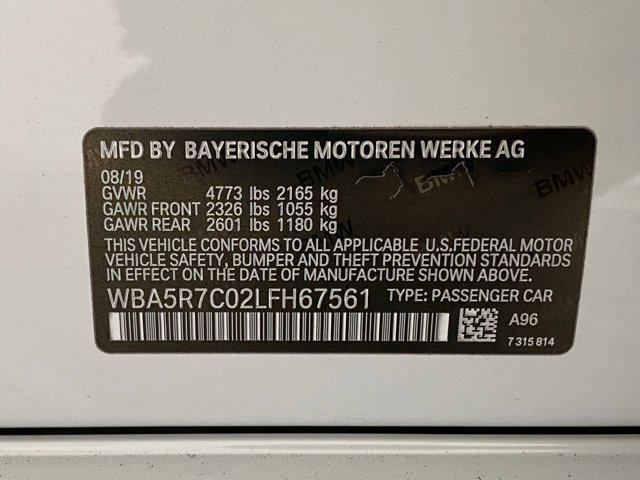 MFD BY BAYERISCHE MOTOREN WERKE AG
08/19
GVWR 4773 lbs 2165 kg
GAWR FRONT 2326 lbs 1055 kg
GAWR REAR 2601 lbs 1180 kg
THIS VEHICLE CONFORMS TO ALL APPLICABLE U.S.FEDERAL MOTOR
VEHICLE SAFETY, BUMPER, AND THEFT PREVENTION STANDARDS
IN EFFECT ON THE DATE OF MANUFACTURE SHOWN ABOVE.
WBA5R7C02LFH67561 TYPE: PASSENGER CAR
A96
7 315 814